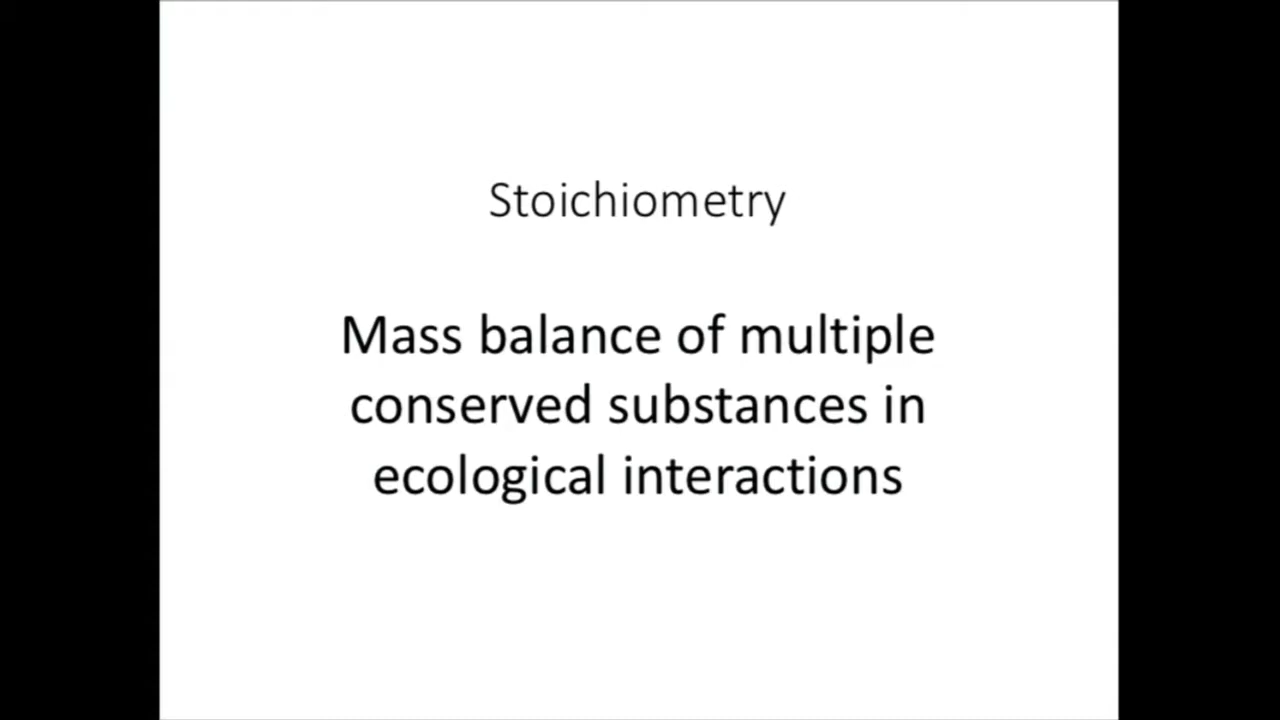 Stoichiometry
Mass balance of multiple
conserved substances in
ecological interactions